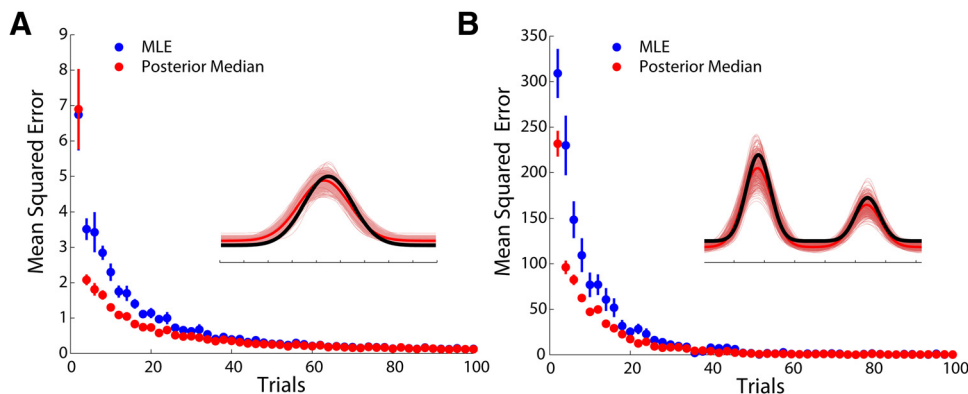 A
MLE
Posterior Median
Mean Squared Error
9
8
7
6
5
4
3
2
1
0
0 20 40 60 80 100
Trials
B
MLE
Posterior Median
Mean Squared Error
350
300
250
200
150
100
50
0
0 20 40 60 80 100
Trials